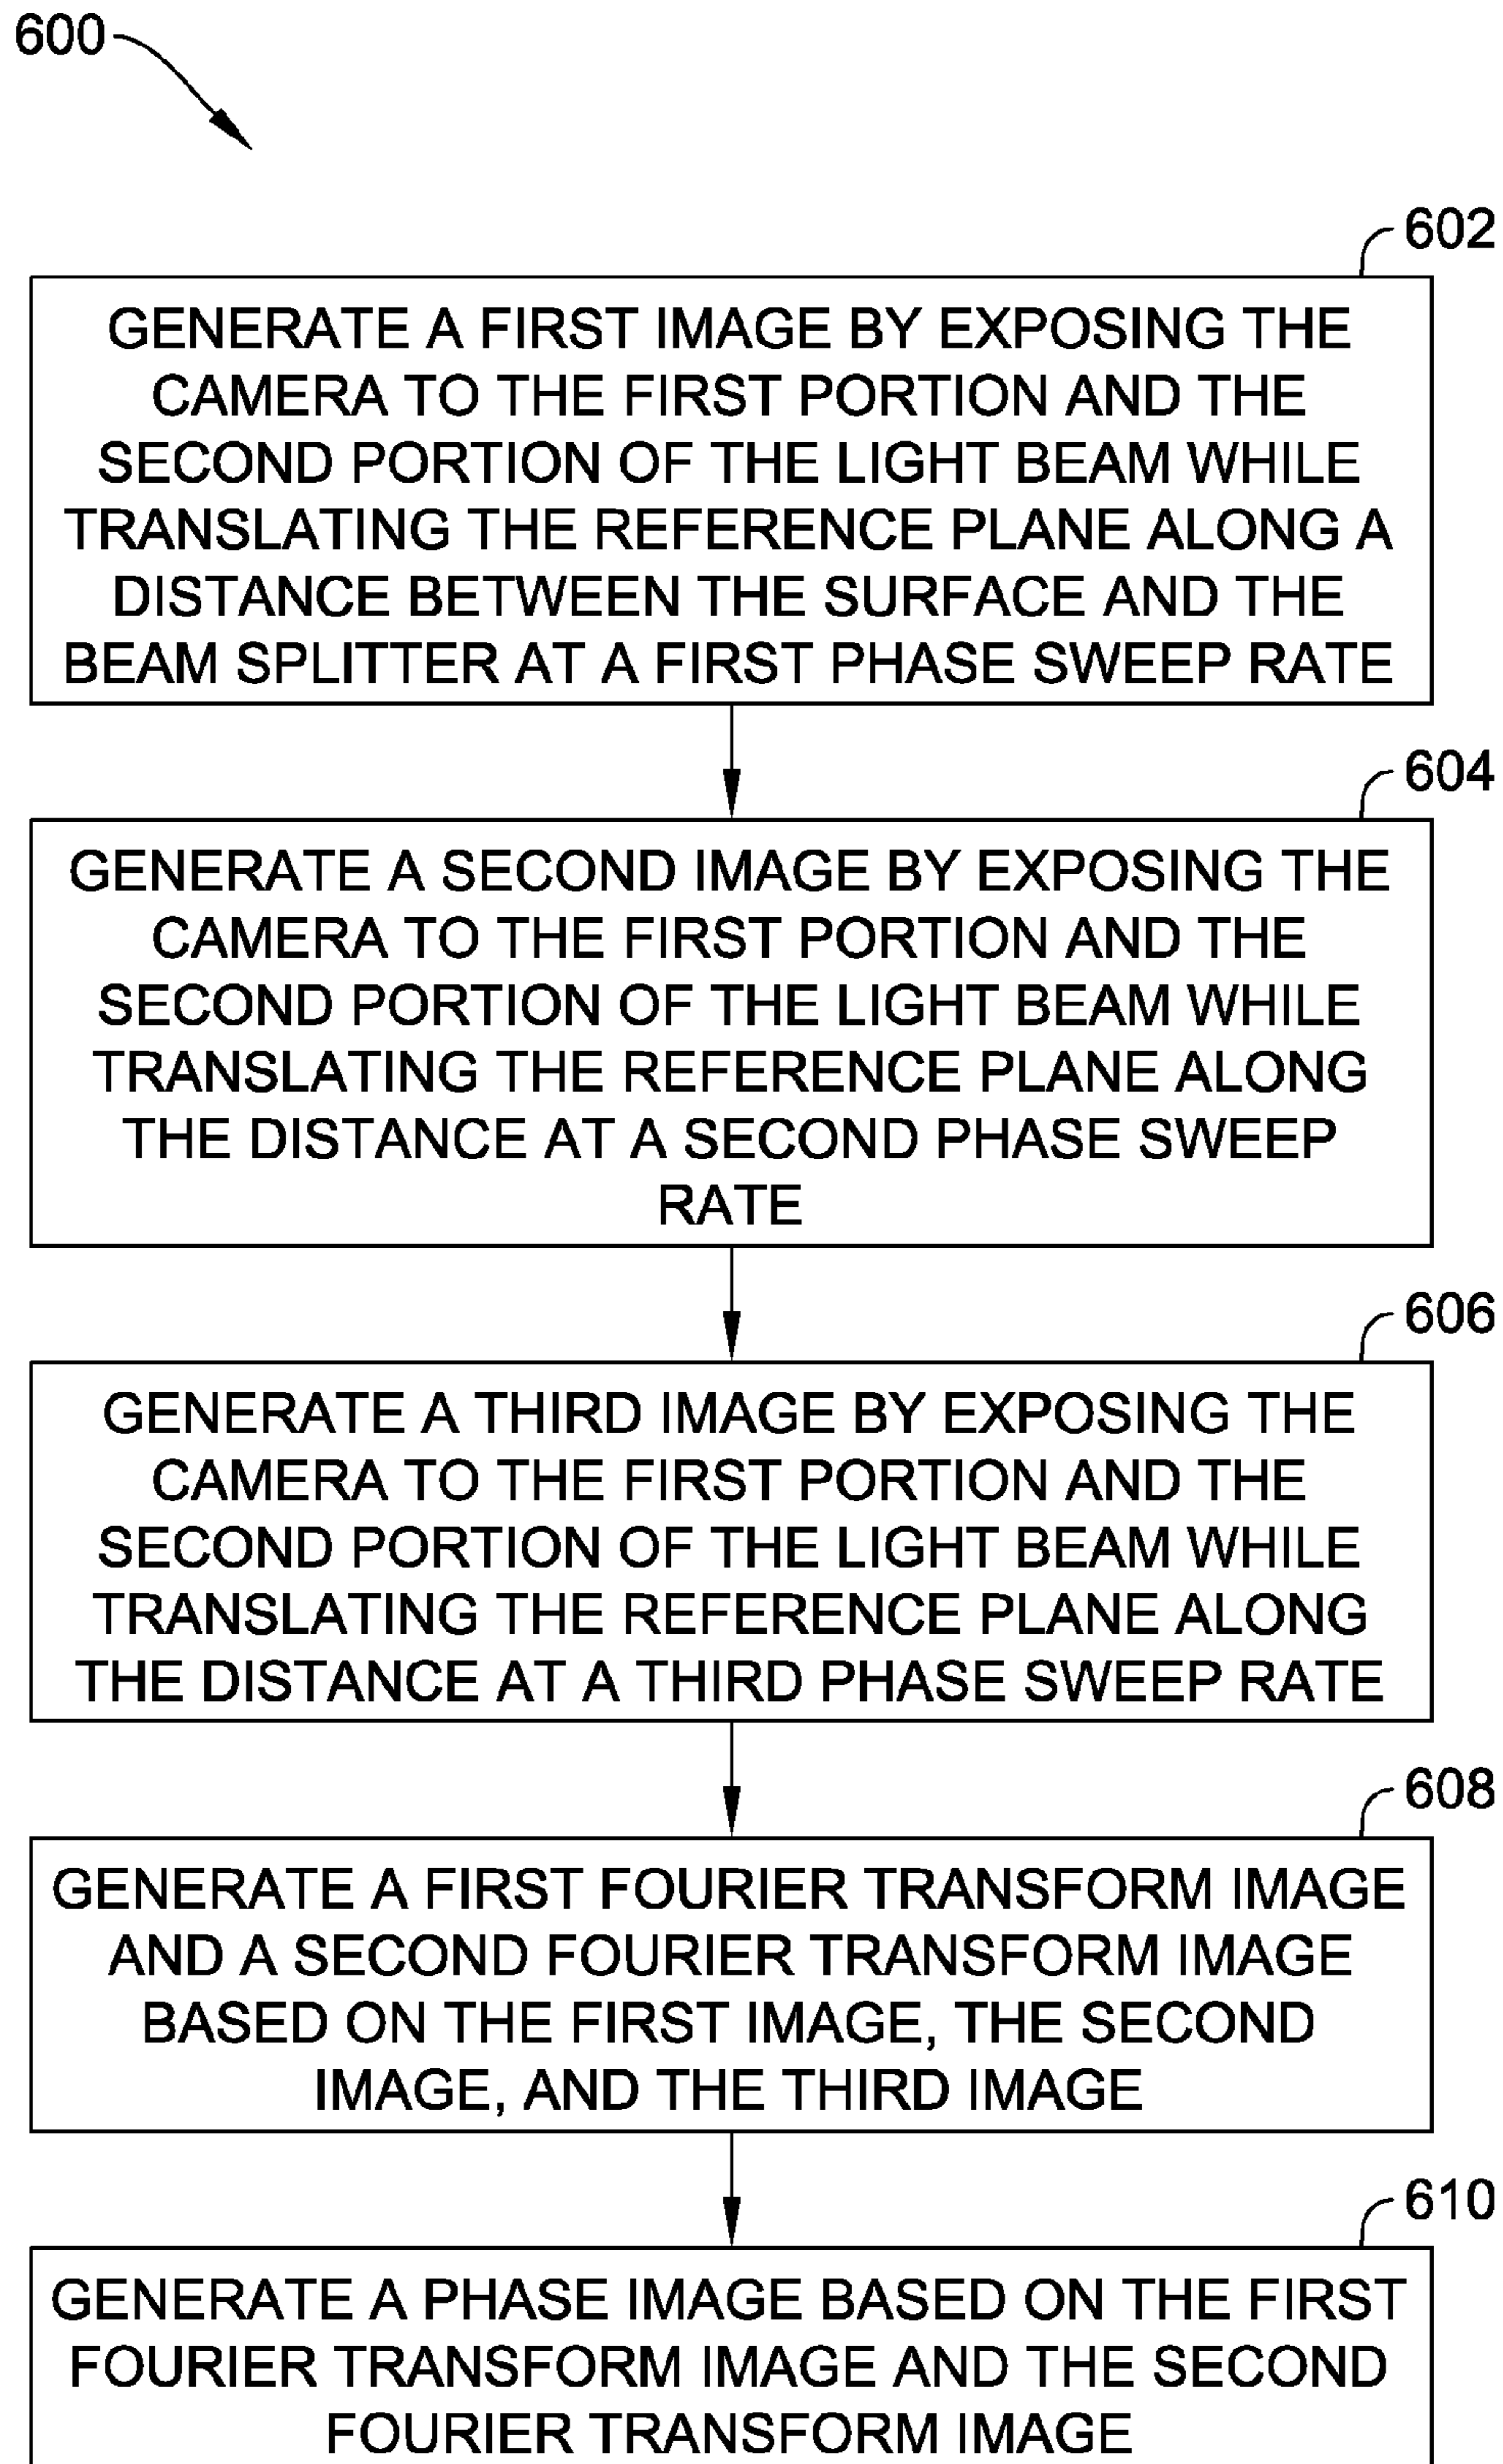 600
602
GENERATE A FIRST IMAGE BY EXPOSING THE
CAMERA TO THE FIRST PORTION AND THE
SECOND PORTION OF THE LIGHT BEAM WHILE
TRANSLATING THE REFERENCE PLANE ALONG A
DISTANCE BETWEEN THE SURFACE AND THE
BEAM SPLITTER AT A FIRST PHASE SWEEP RATE
604
GENERATE A SECOND IMAGE BY EXPOSING THE
CAMERA TO THE FIRST PORTION AND THE
SECOND PORTION OF THE LIGHT BEAM WHILE
TRANSLATING THE REFERENCE PLANE ALONG
THE DISTANCE AT A SECOND PHASE SWEEP
RATE
606
GENERATE A THIRD IMAGE BY EXPOSING THE
CAMERA TO THE FIRST PORTION AND THE
SECOND PORTION OF THE LIGHT BEAM WHILE
TRANSLATING THE REFERENCE PLANE ALONG
THE DISTANCE AT A THIRD PHASE SWEEP RATE
608
GENERATE A FIRST FOURIER TRANSFORM IMAGE
AND A SECOND FOURIER TRANSFORM IMAGE
BASED ON THE FIRST IMAGE, THE SECOND
IMAGE, AND THE THIRD IMAGE
610
GENERATE A PHASE IMAGE BASED ON THE FIRST
FOURIER TRANSFORM IMAGE AND THE SECOND
FOURIER TRANSFORM IMAGE